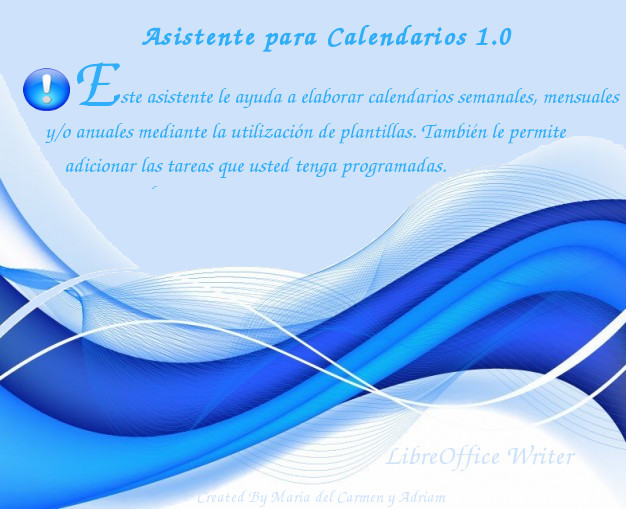 Asistente para Calendarios 1.0
Este asistente le ayuda a elaborar calendarios semanales, mensuales
y/o anuales mediante la utilización de plantillas. También le permite
adicionar las tareas que usted tenga programadas.
LibreOffice Writer
Created By Maria del Carmen y Adriam